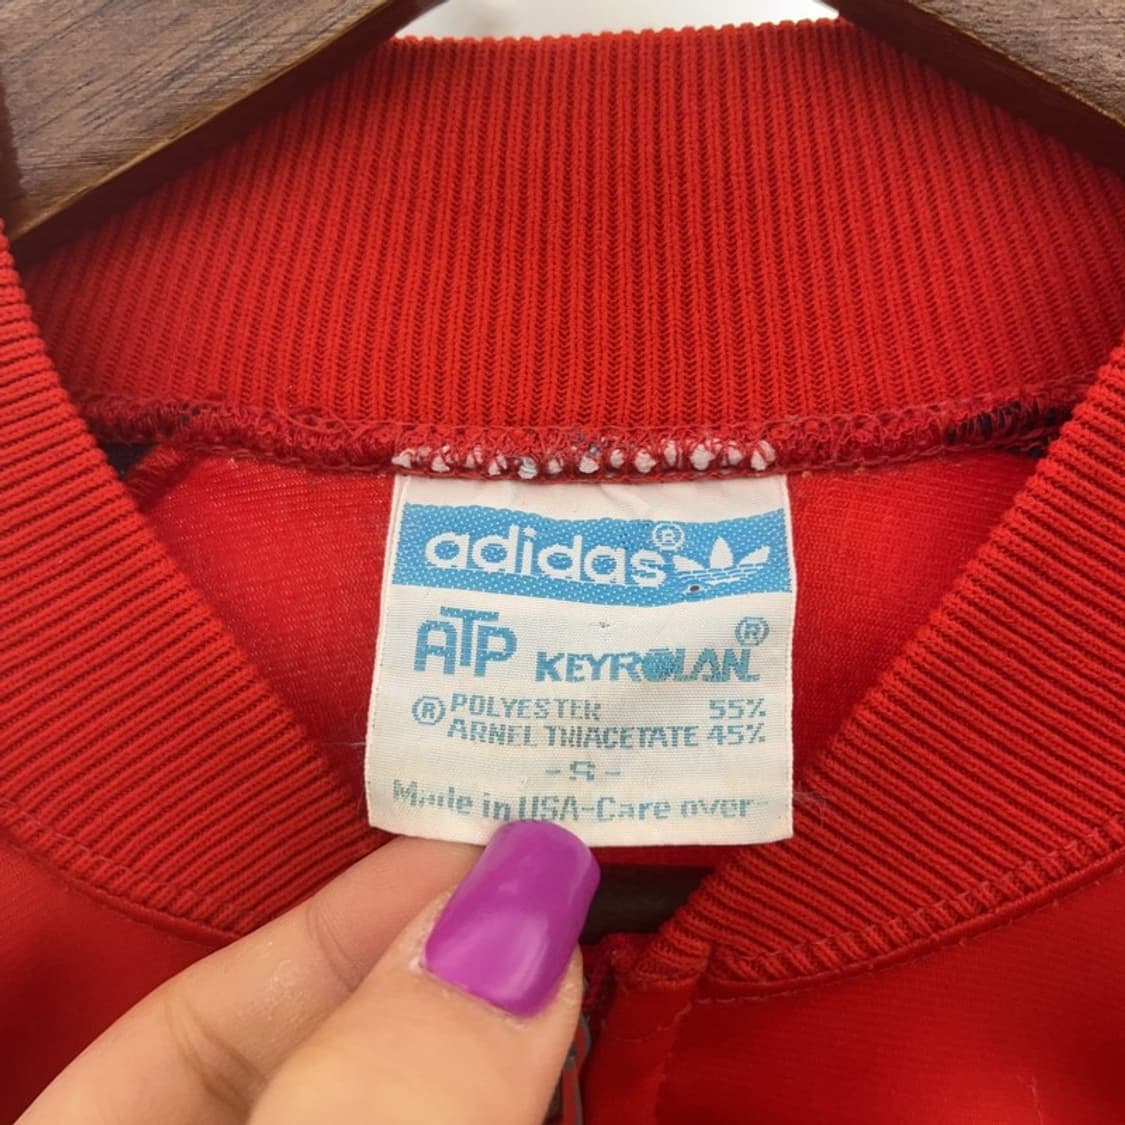 adidas®
ATP KEYROLAN®
® POLYESTER 55%
ARNEL TRIACETATE 45%
- S -
Made in USA-Care over-